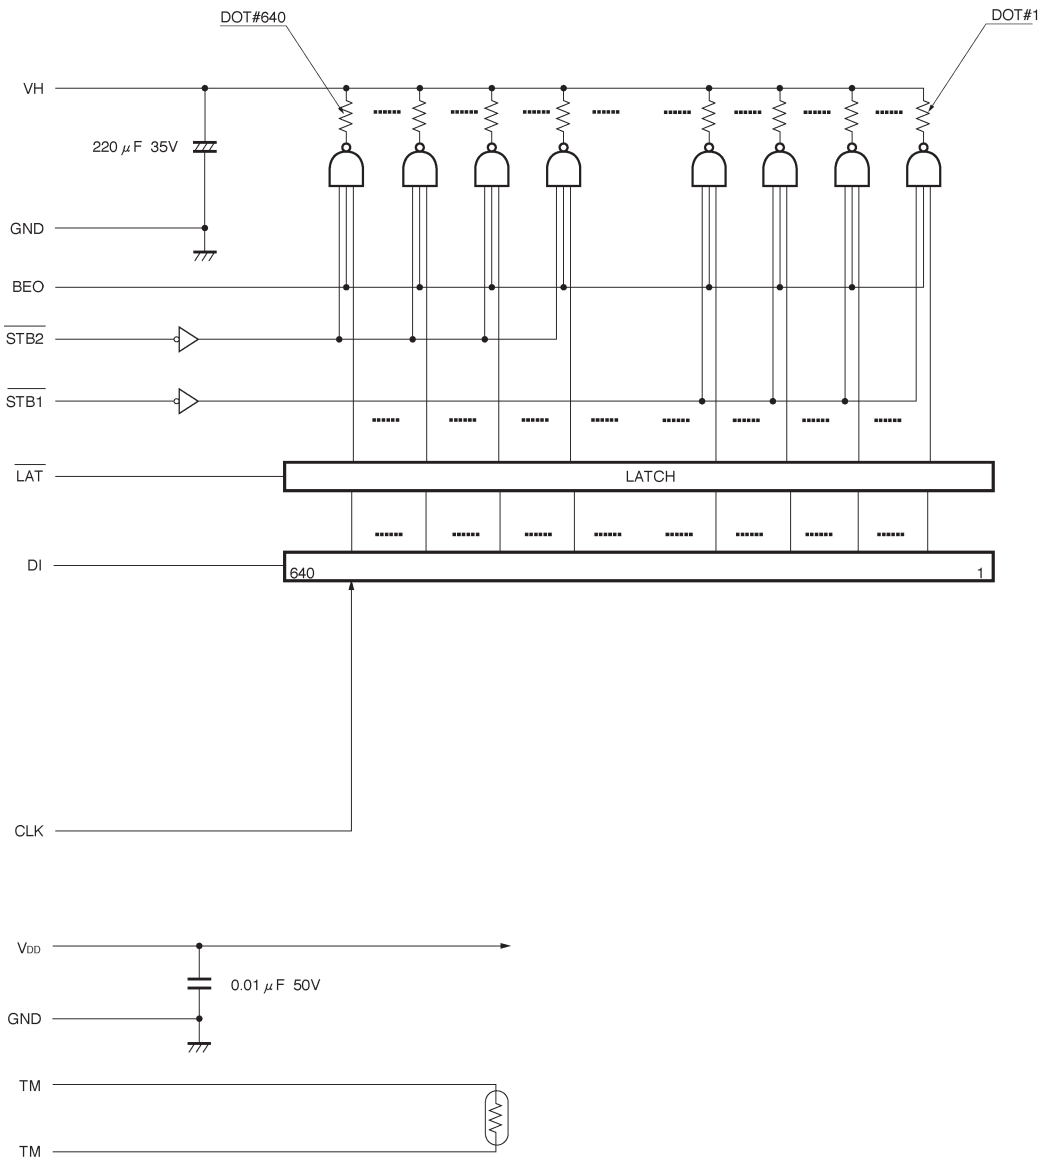 DOT#640
DOT#1
VH
220 μF 35V
GND
BEO
STB2
STB1
LAT
LATCH
DI
640
1
CLK
VDD
0.01 μF 50V
GND
TM
TM